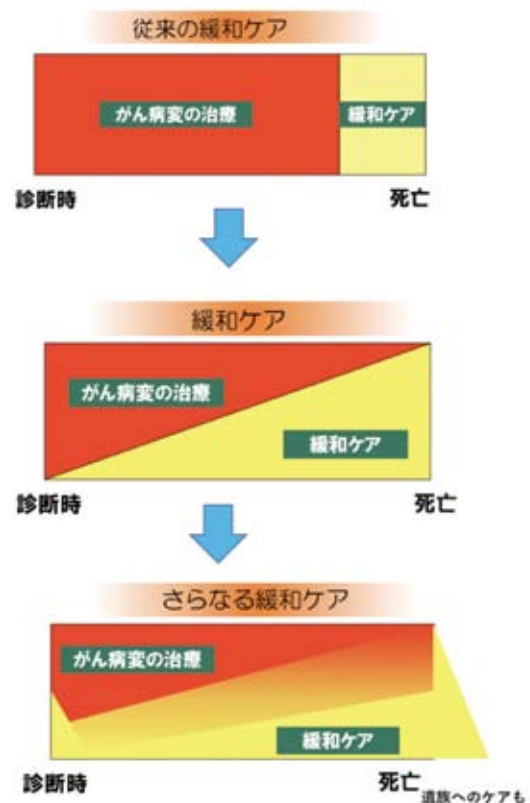 従来の緩和ケア
がん病変の治療
緩和ケア
診断時
死亡
緩和ケア
がん病変の治療
緩和ケア
診断時
死亡
さらなる緩和ケア
がん病変の治療
緩和ケア
診断時
死亡
遺族へのケアも